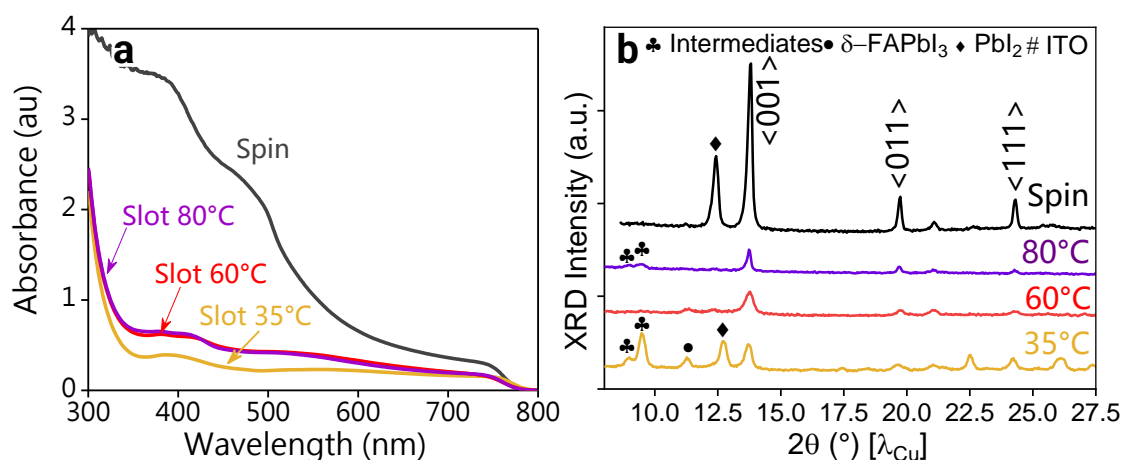 a
4
3
2
1
0
Absorbance (au)
Spin
Slot 80°C
Slot 60°C
Slot 35°C
300 400 500 600 700 800
Wavelength (nm)
b ♣ Intermediates ● δ–FAPbI₃ ♦ PbI₂ # ITO
XRD Intensity (a.u.)
♦
<001>
<011>
<111>
Spin
♣ ♣
80°C
60°C
♣ ♣ ● ♦
35°C
10.0 12.5 15.0 17.5 20.0 22.5 25.0 27.5
2θ (°) [λCu]